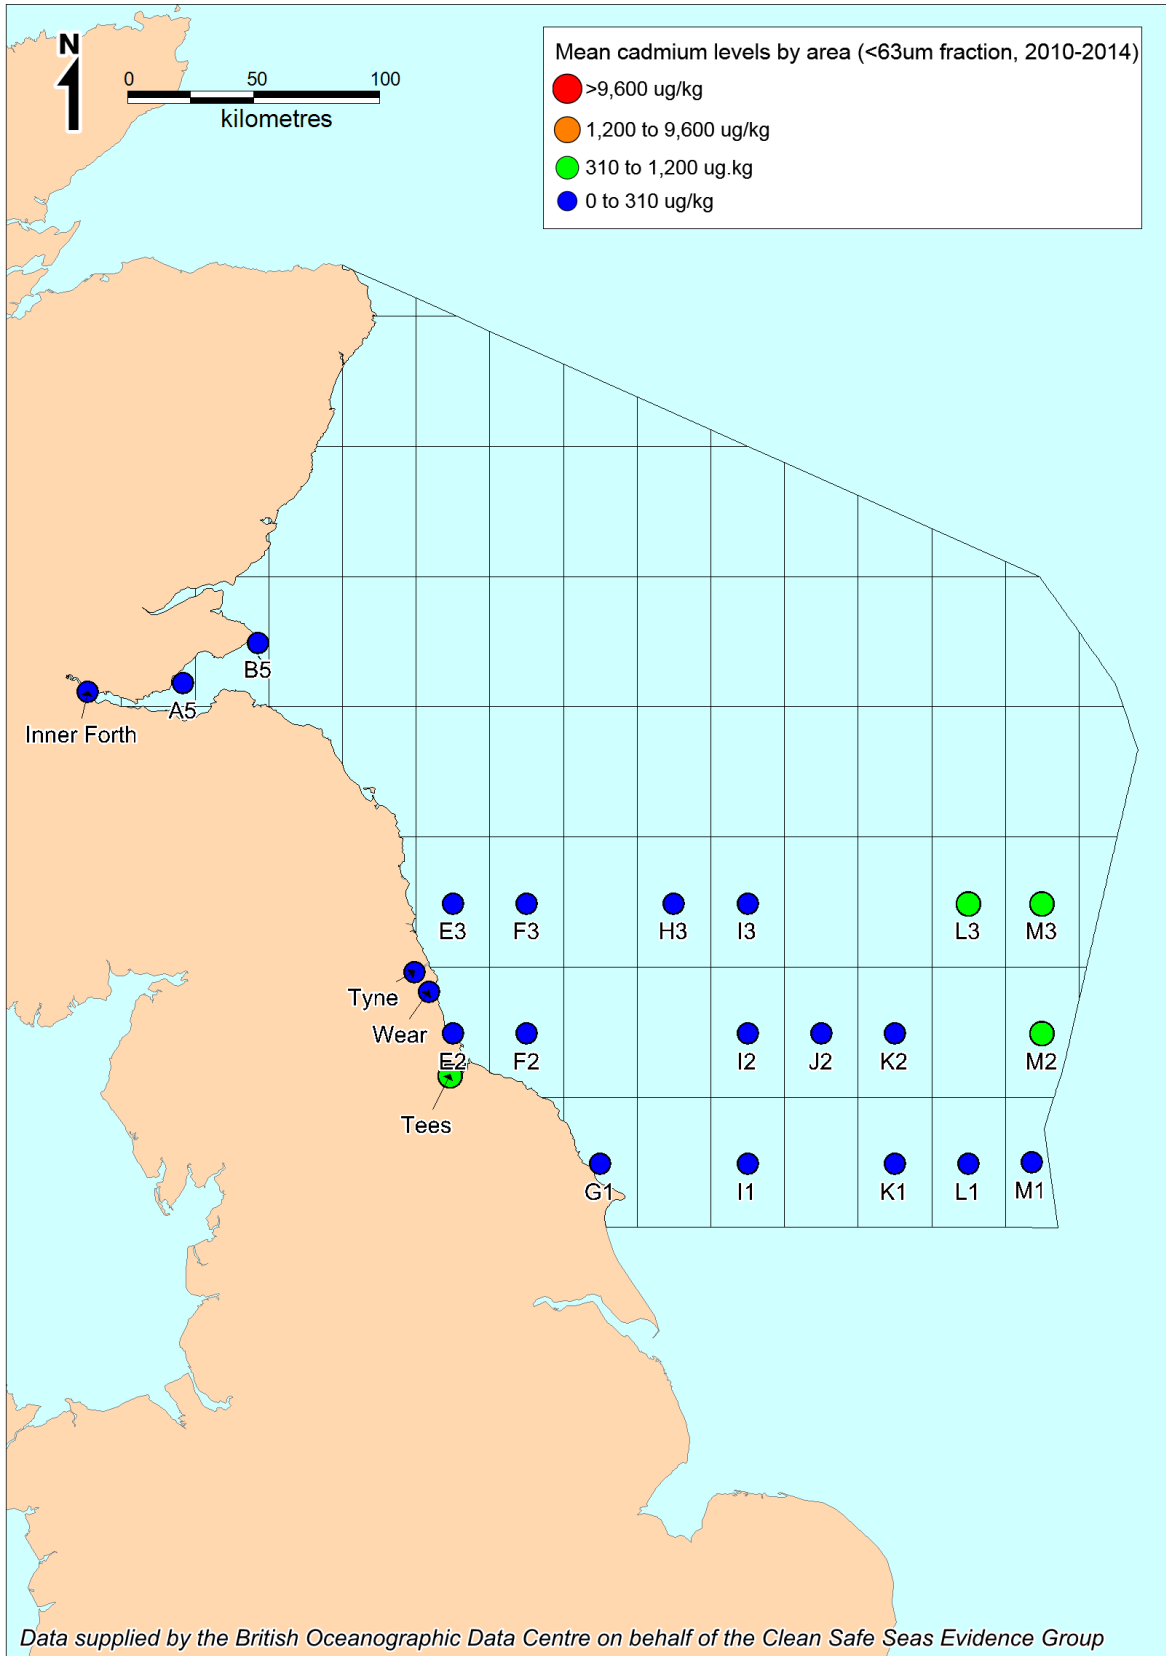 N
0 50 100
kilometres
Mean cadmium levels by area (<63um fraction, 2010-2014)
>9,600 ug/kg
1,200 to 9,600 ug/kg
310 to 1,200 ug.kg
0 to 310 ug/kg
B5
A5
Inner Forth
E3 F3 H3 I3 L3 M3
Tyne
Wear
E2 F2 I2 J2 K2 M2
Tees
G1 I1 K1 L1 M1
Data supplied by the British Oceanographic Data Centre on behalf of the Clean Safe Seas Evidence Group